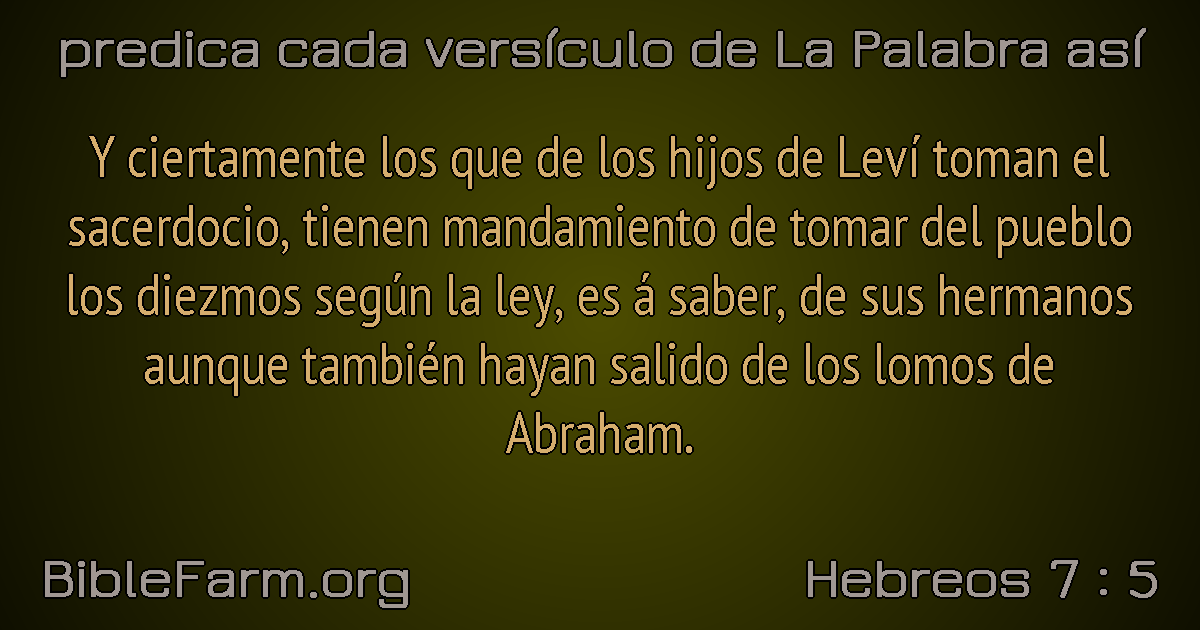 predica cada versículo de La Palabra así
Y ciertamente los que de los hijos de Leví toman el
sacerdocio, tienen mandamiento de tomar del pueblo
los diezmos según la ley, es á saber, de sus hermanos
aunque también hayan salido de los lomos de
Abraham.
BibleFarm.org
Hebreos 7 : 5